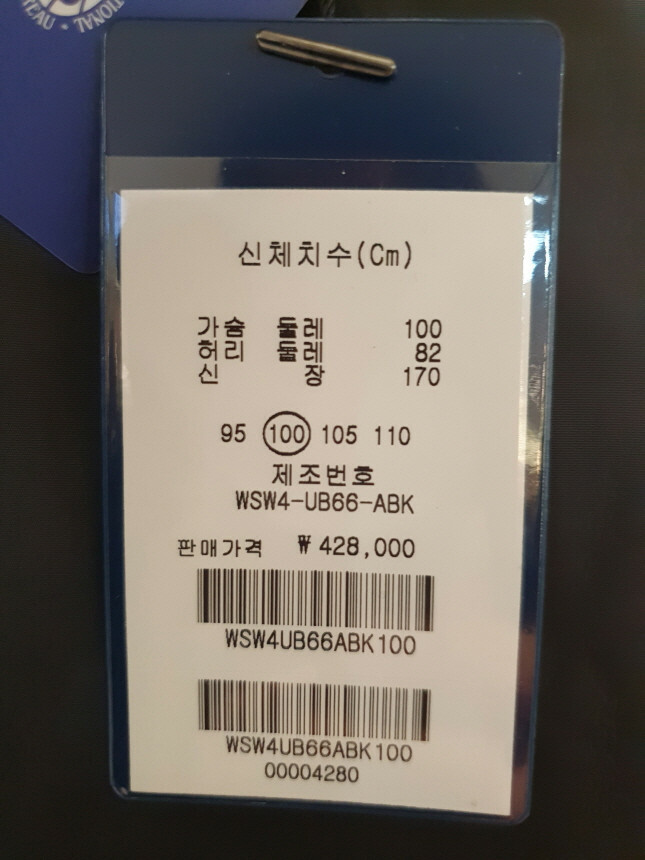 TIONAL
EAU
신체치수(Cm)
가슴 둘레 100
허리 둘레 82
신 장 170
95 100 105 110
제조번호
WSW4-UB66-ABK
판매가격 ₩428,000
WSW4UB66ABK100
WSW4UB66ABK100
00004280